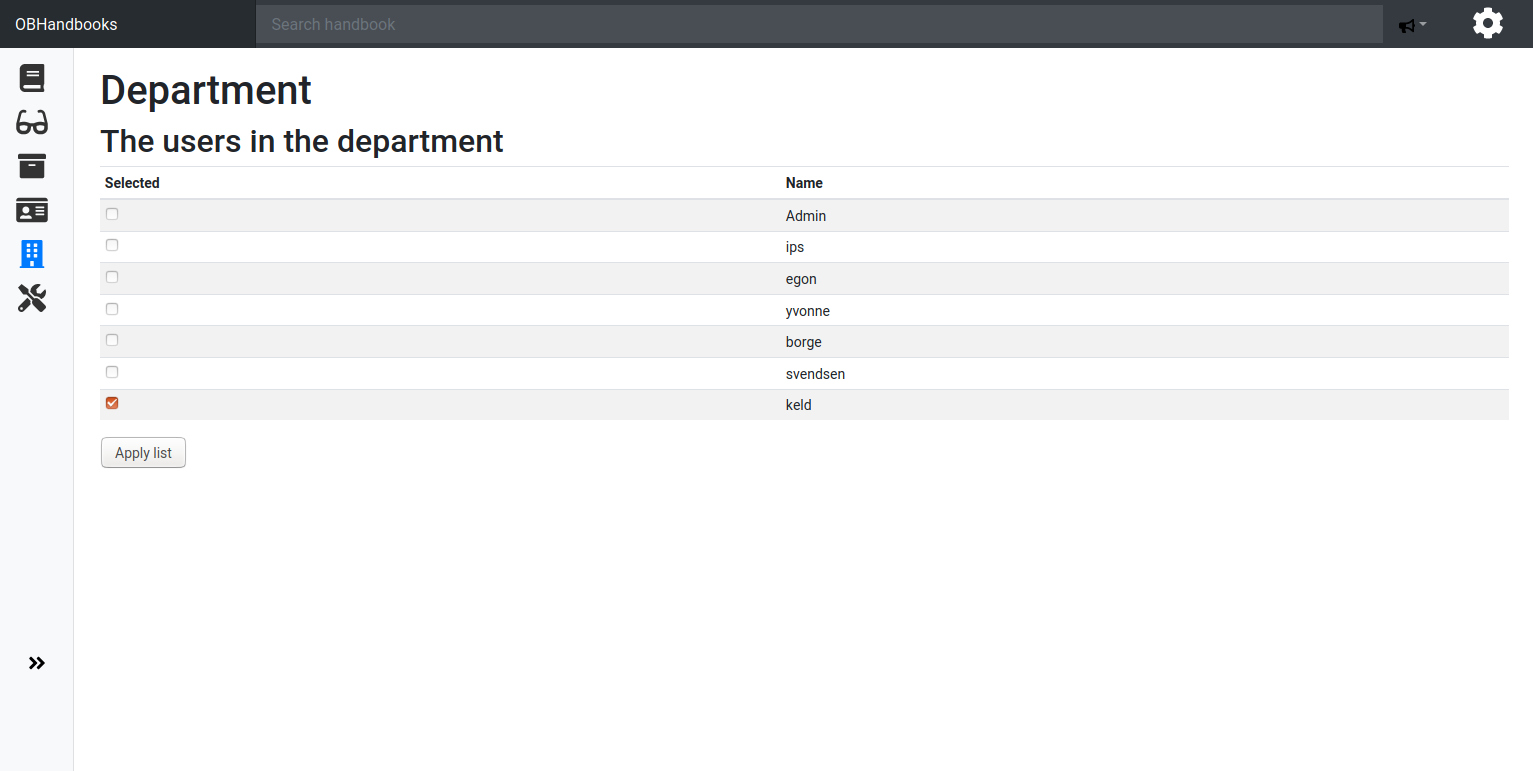 OBHandbooks
Search handbook
Department
The users in the department
Selected Name
Admin
ips
egon
yvonne
borge
svendsen
keld
Apply list